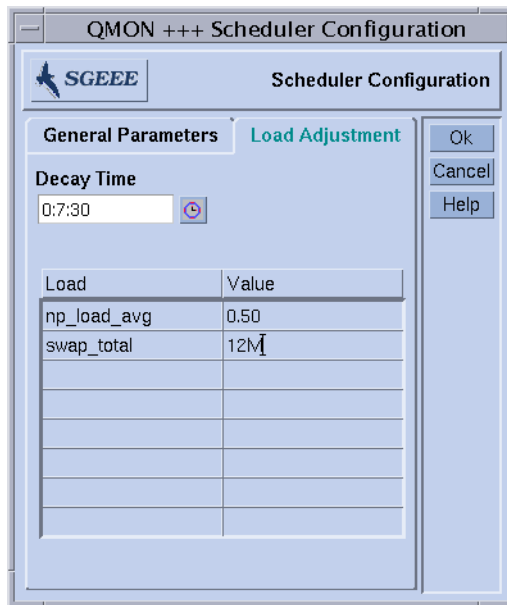 QMON +++ Scheduler Configuration
SGEEE
Scheduler Configuration
General Parameters Load Adjustment
Ok
Cancel
Help
Decay Time
0:7:30
Load Value
np_load_avg 0.50
swap_total 12M